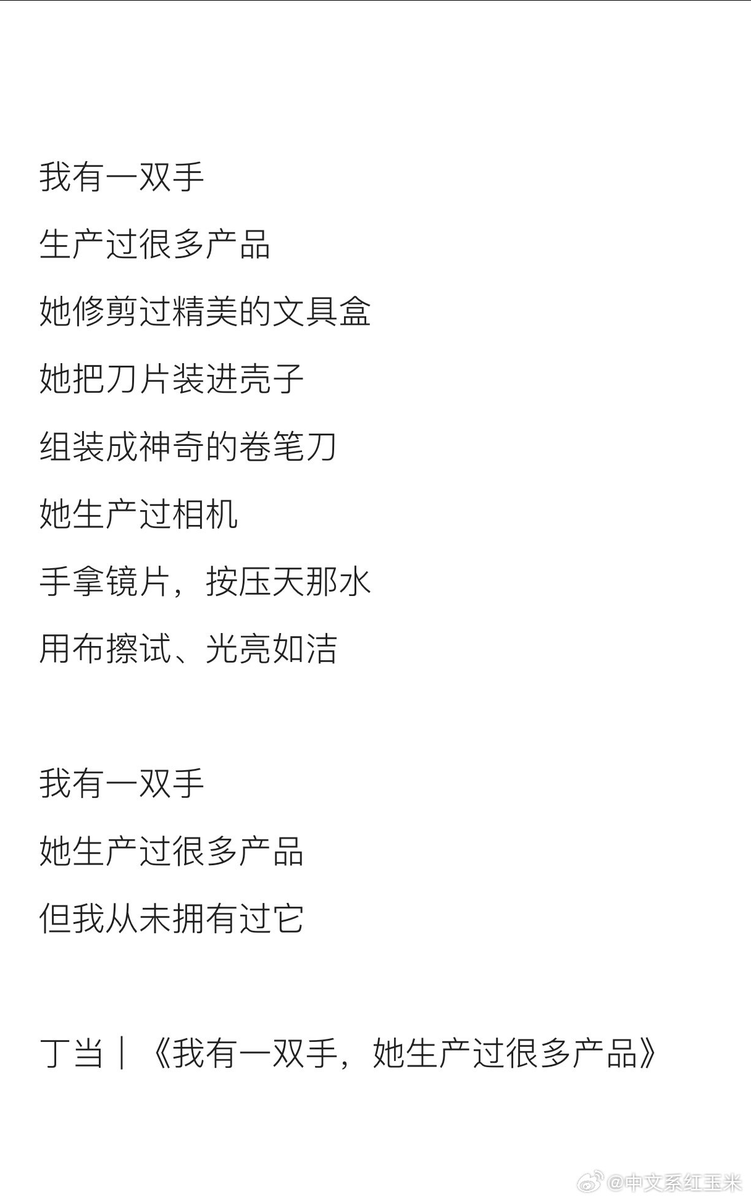 我有一双手
生产过很多产品
她修剪过精美的文具盒
她把刀片装进壳子
组装成神奇的卷笔刀
她生产过相机
手拿镜片，按压天那水
用布擦试、光亮如洁
我有一双手
她生产过很多产品
但我从未拥有过它
丁当｜《我有一双手，她生产过很多产品》
@中文系红玉米